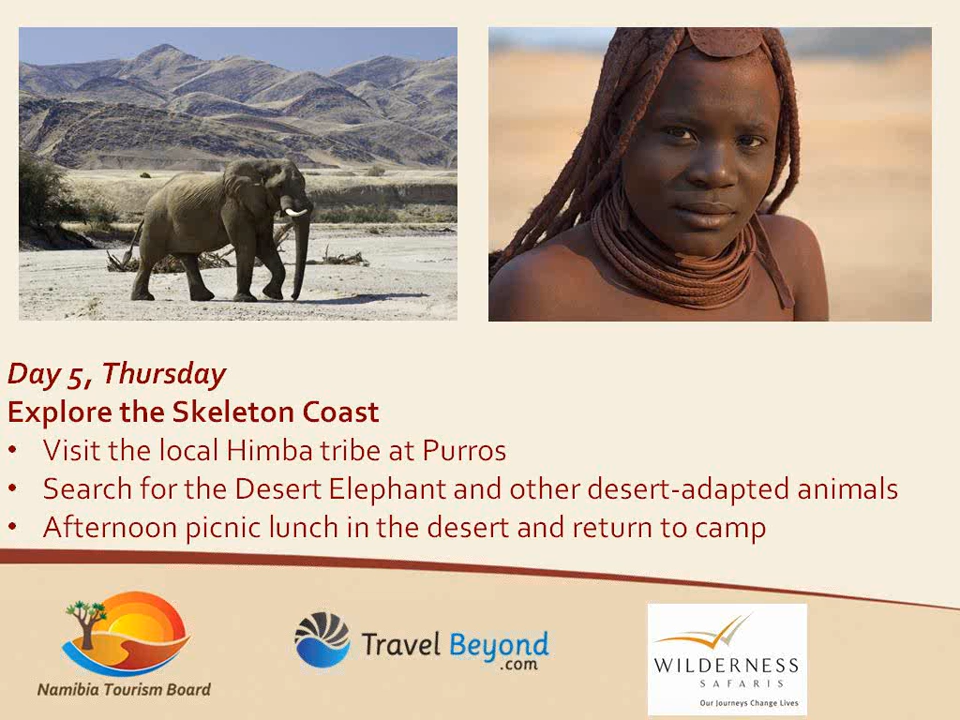 Day 5, Thursday
Explore the Skeleton Coast
• Visit the local Himba tribe at Purros
• Search for the Desert Elephant and other desert-adapted animals
• Afternoon picnic lunch in the desert and return to camp
Namibia Tourism Board
Travel Beyond
.com
WILDERNESS
SAFARIS
Our Journeys Change Lives